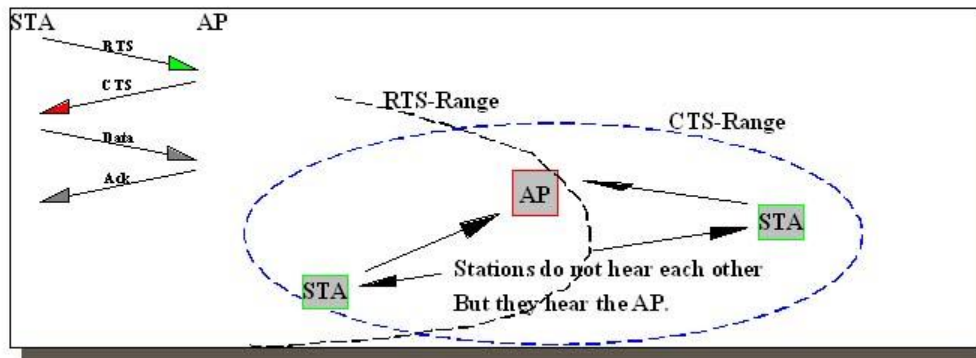 STA AP
RTS
CTS
Data
Ack
RTS-Range
CTS-Range
AP
STA
STA
Stations do not hear each other
But they hear the AP.